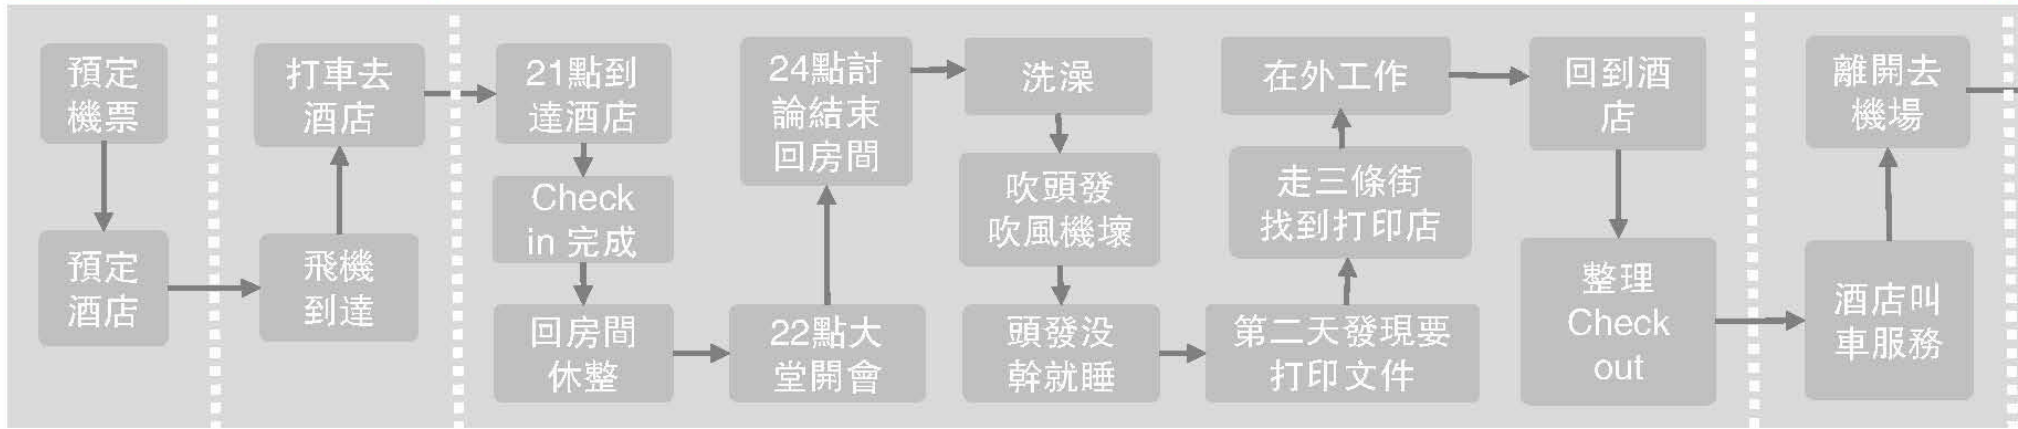 預定
機票
預定
酒店
飛機
到達
打車去
酒店
21點到
達酒店
Check
in 完成
回房間
休整
22點大
堂開會
24點討
論結束
回房間
洗澡
吹頭發
吹風機壞
頭發没
幹就睡
第二天發現要
打印文件
走三條街
找到打印店
在外工作
回到酒
店
整理
Check
out
酒店叫
車服務
離開去
機場